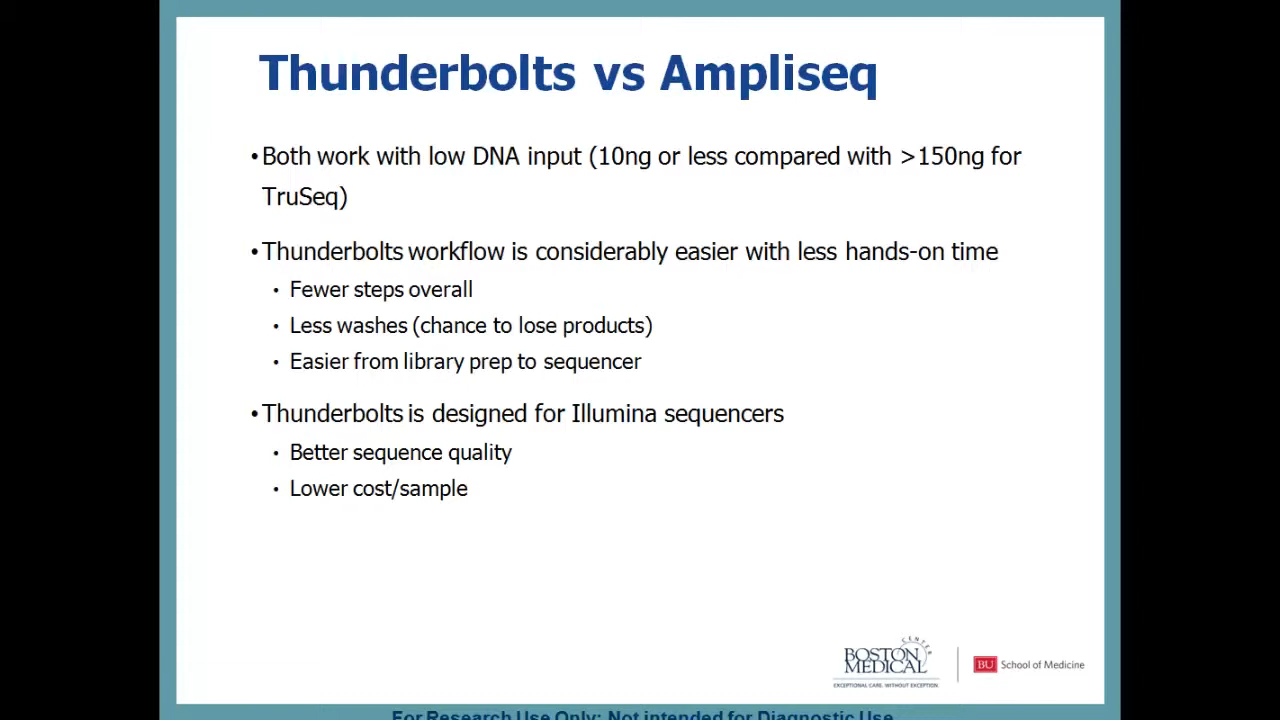 Thunderbolts vs Ampliseq
•Both work with low DNA input (10ng or less compared with >150ng for
TruSeq)
•Thunderbolts workflow is considerably easier with less hands-on time
• Fewer steps overall
• Less washes (chance to lose products)
• Easier from library prep to sequencer
•Thunderbolts is designed for Illumina sequencers
• Better sequence quality
• Lower cost/sample
CENTER
BOSTON
MEDICAL
EXCEPTIONAL CARE. WITHOUT EXCEPTION.
BU School of Medicine
For Research Use Only; Not intended for Diagnostic Use